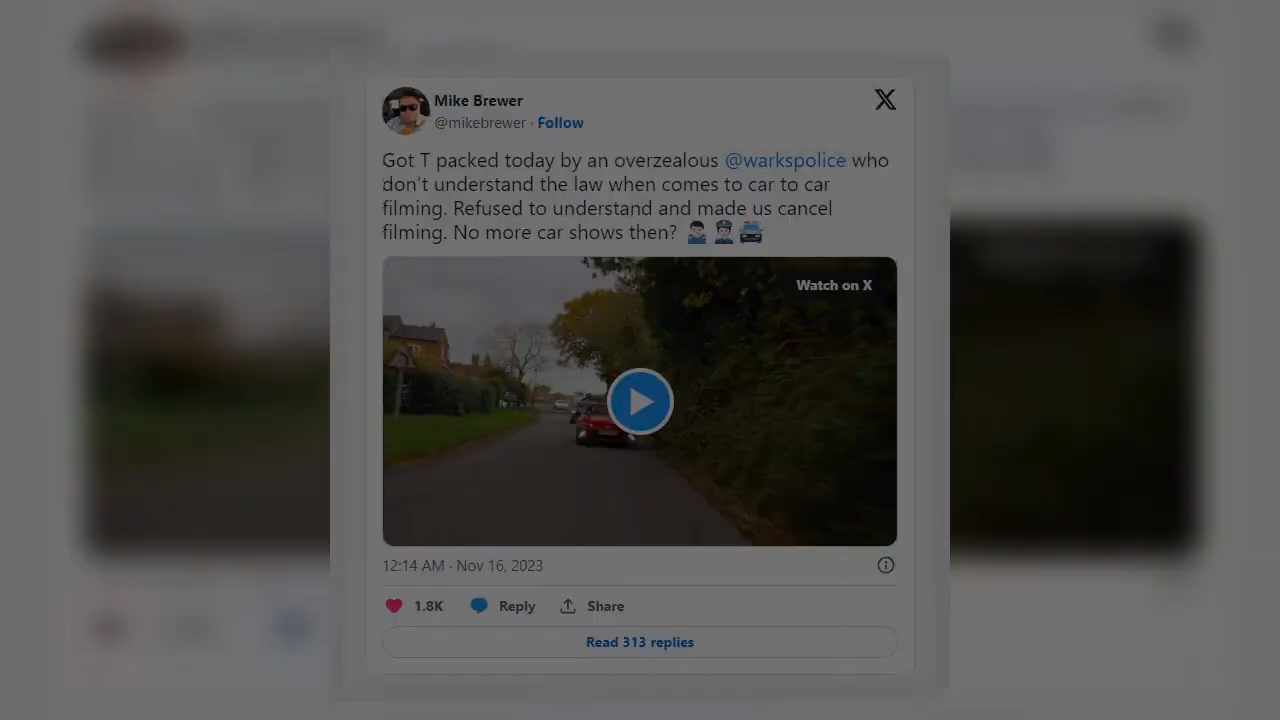 Mike Brewer
@mikebrewer · Follow
Got T packed today by an overzealous @warkspolice who
don't understand the law when comes to car to car
filming. Refused to understand and made us cancel
filming. No more car shows then? 🙅🏻‍♂️ 👮🏻 🚔
Watch on X
12:14 AM · Nov 16, 2023
1.8K Reply Share
Read 313 replies